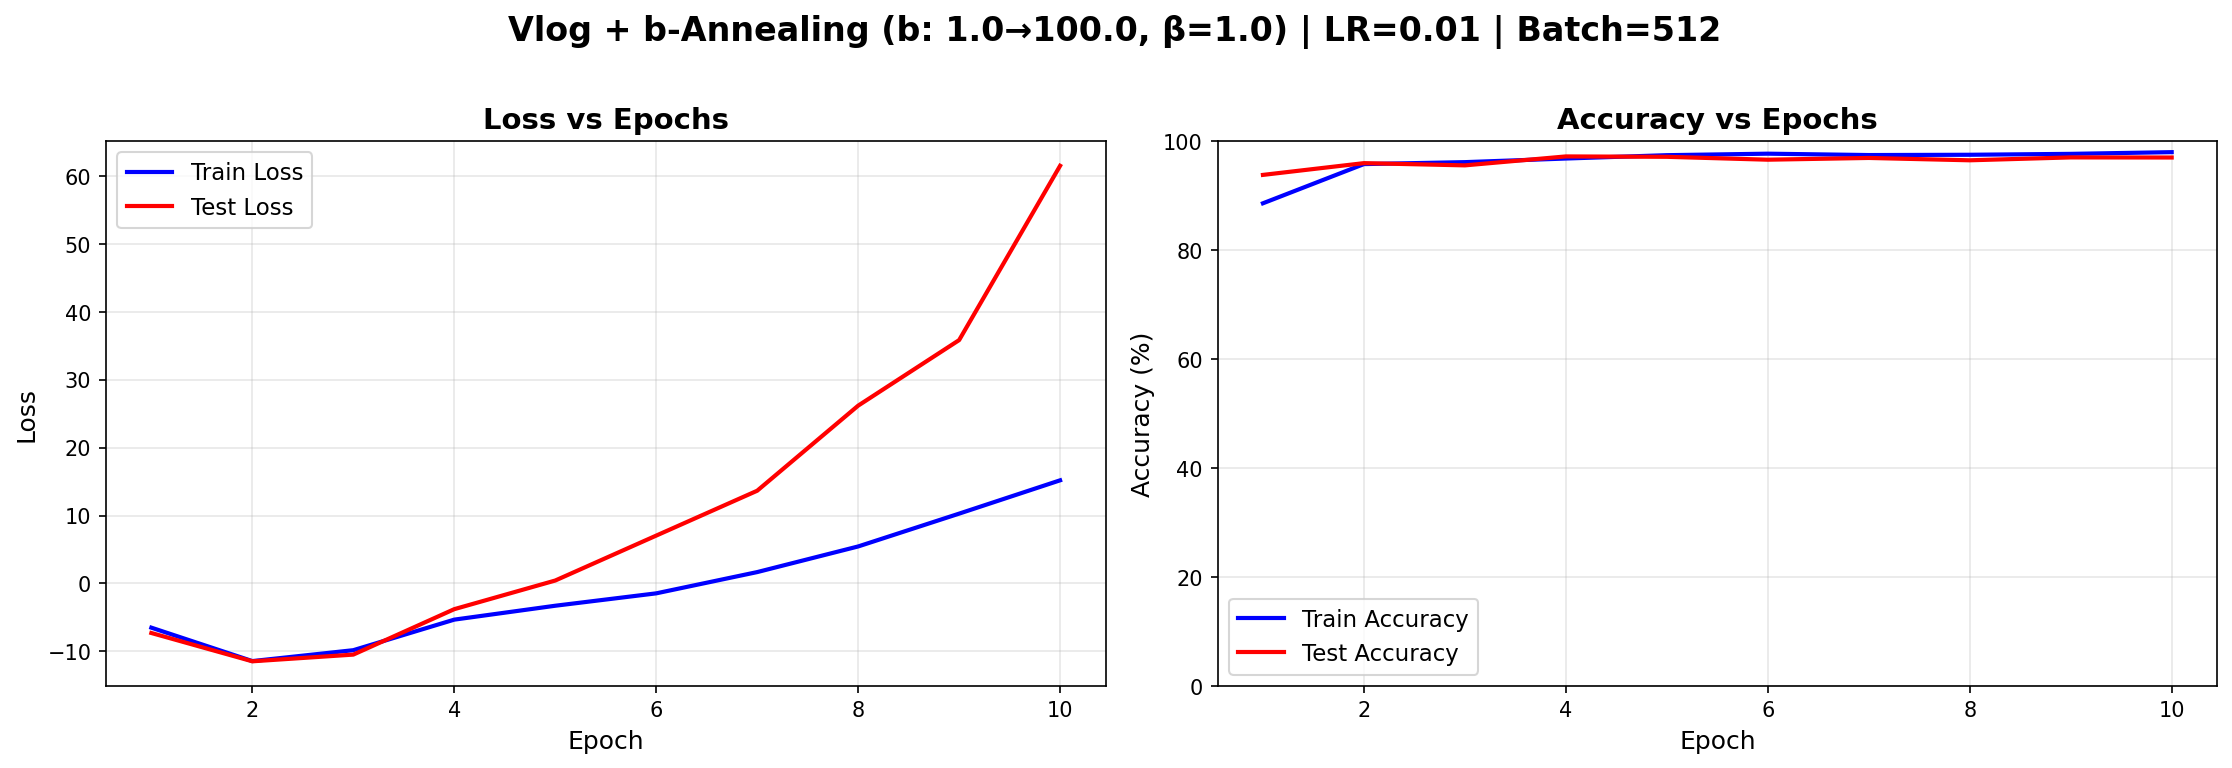 Vlog + b-Annealing (b: 1.0→100.0, β=1.0) | LR=0.01 | Batch=512
Loss vs Epochs
Train Loss
Test Loss
60
50
40
30
20
10
0
−10
Loss
2 4 6 8 10
Epoch
Accuracy vs Epochs
100
80
60
40
20
0
Accuracy (%)
Train Accuracy
Test Accuracy
2 4 6 8 10
Epoch